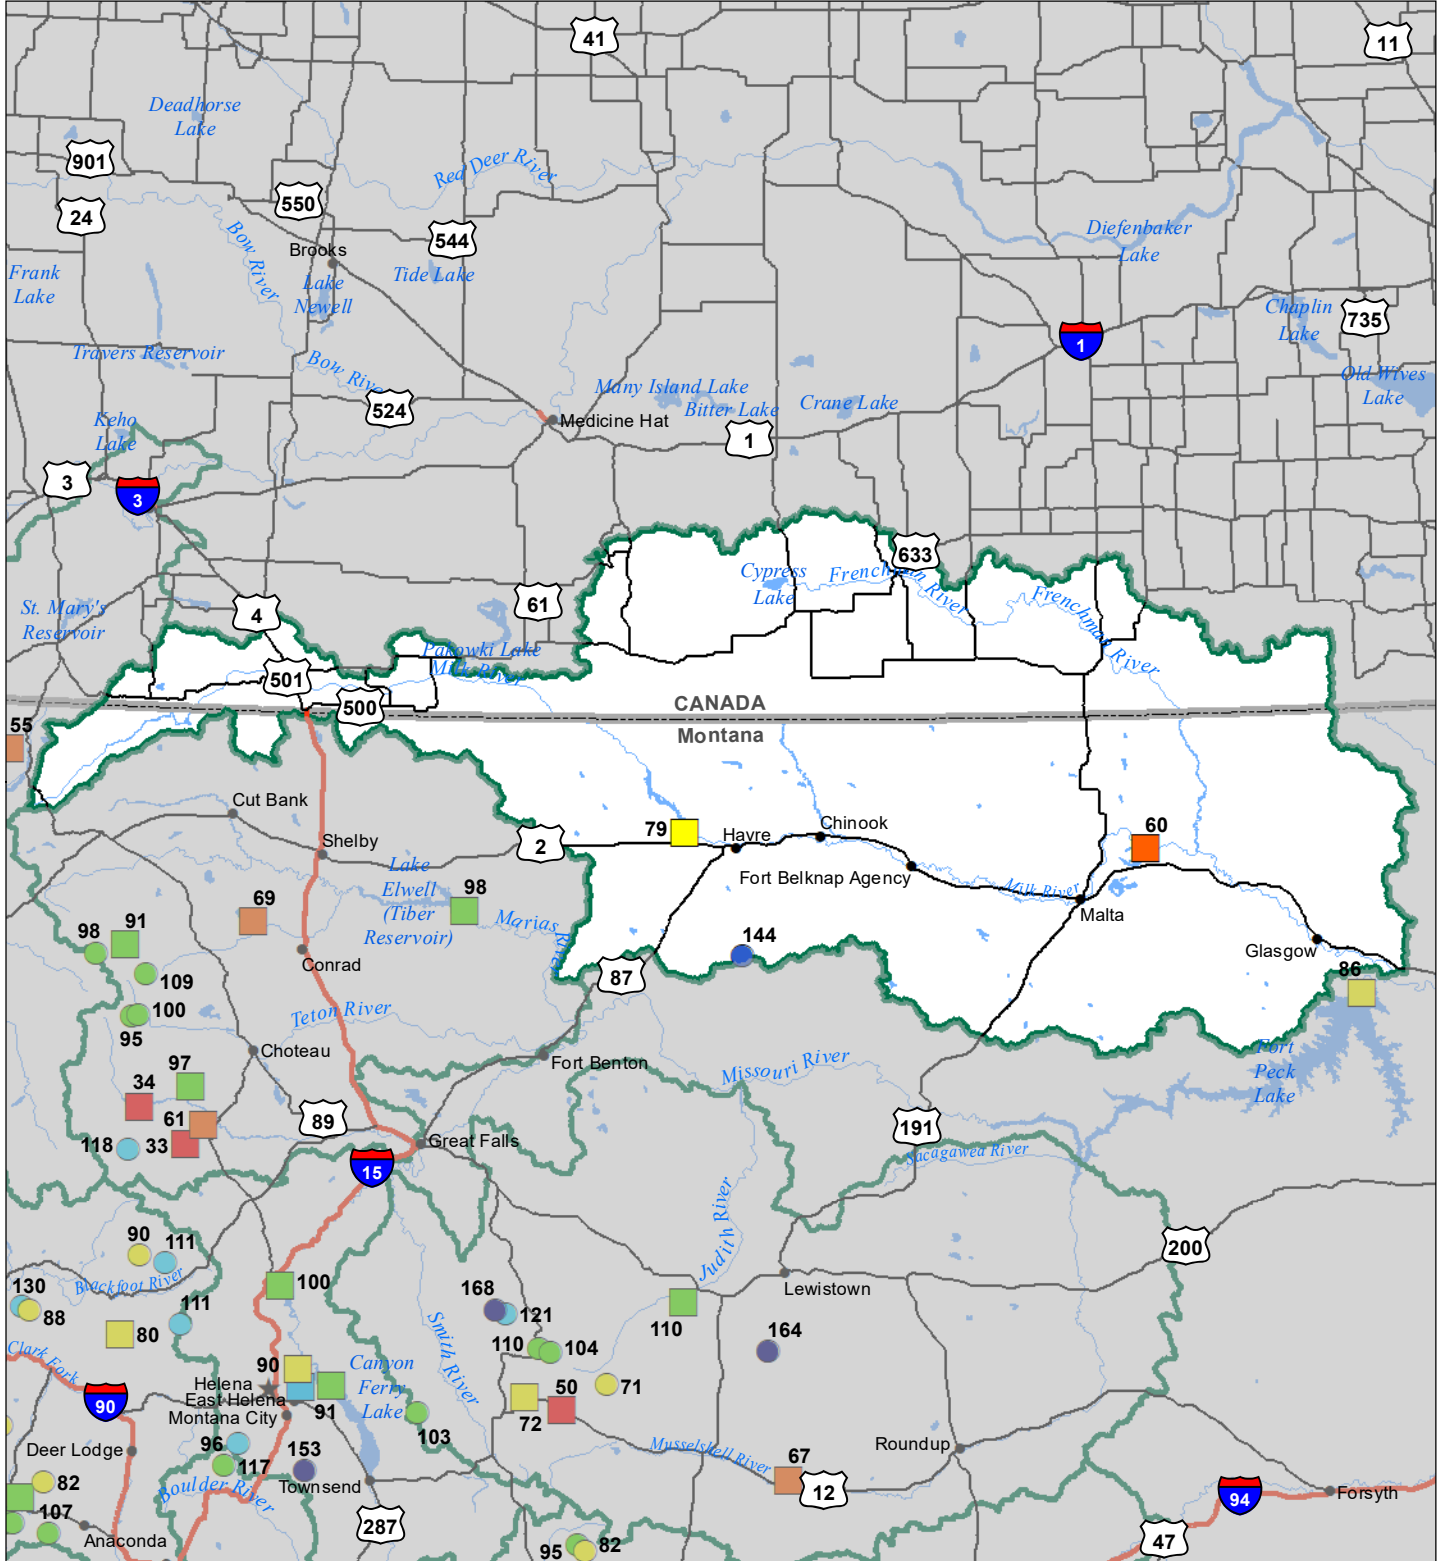 41
11
Deadhorse
Lake
901
Red Deer River
550
24
544
Bow River
Brooks
Diefenbaker
Lake
Frank
Lake
Tide Lake
Lake
Newell
Chaplin
Lake
735
1
Travers Reservoir
Bow River
Many Island Lake
Old Wives
Lake
524
Bitter Lake
Crane Lake
Keho
Lake
Medicine Hat
1
3
3
633
Cypress
Lake
Frenchman River
61
4
Frenchman River
St. Mary's
Reservoir
Pakowki Lake
Milk River
501
500
CANADA
Montana
55
Cut Bank
79
Havre
Chinook
60
Shelby
2
Lake
Elwell
(Tiber
Reservoir)
Fort Belknap Agency
Milk River
98
69
Marias River
Malta
98
91
144
Glasgow
Conrad
109
87
86
100
95
Teton River
Choteau
Fort Benton
Missouri River
Fort
Peck
Lake
97
34
61
89
191
118
33
Great Falls
Sacagawea River
15
Judith River
90
111
200
Blackfoot River
100
Lewistown
130
88
111
168
121
110
80
Smith River
110
104
164
Clark Fork
90
Canyon
Ferry
Lake
71
Helena
East Helena
Montana City
91
50
72
90
103
96
Deer Lodge
153
Musselshell River
Roundup
117
67
82
Townsend
12
Boulder River
94
Forsyth
107
287
Anaconda
47
95
82